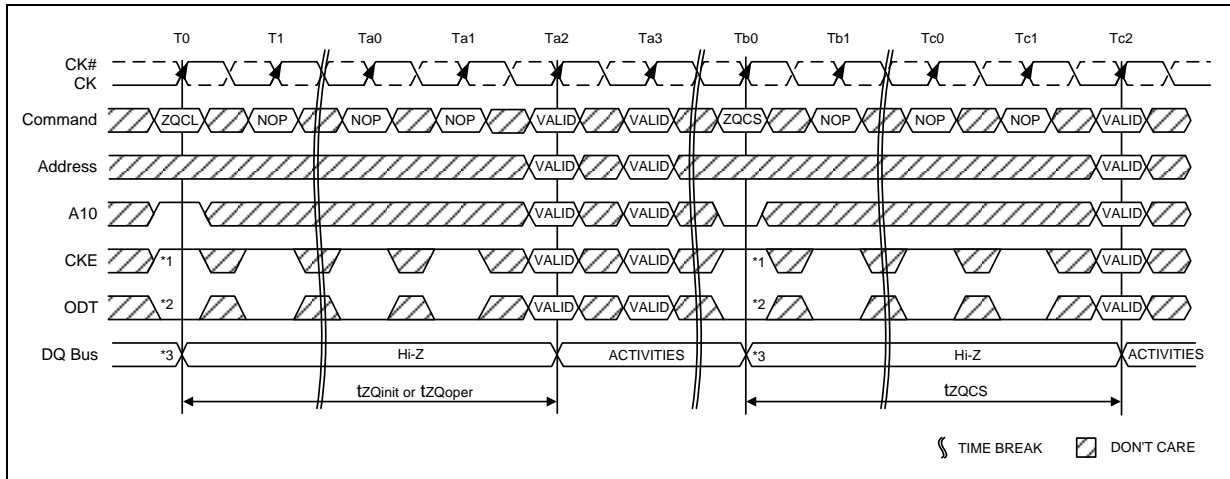 T0 T1 Ta0 Ta1 Ta2 Ta3 Tb0 Tb1 Tc0 Tc1 Tc2
CK#
CK
Command ZQCL NOP NOP NOP VALID VALID ZQCS NOP NOP NOP VALID
Address VALID VALID VALID
A10 VALID VALID VALID
CKE *1 VALID VALID *1 VALID
ODT *2 VALID VALID *2 VALID
DQ Bus *3 Hi-Z ACTIVITIES *3 Hi-Z ACTIVITIES
tZQinit or tZQoper tZQCS
TIME BREAK DON'T CARE